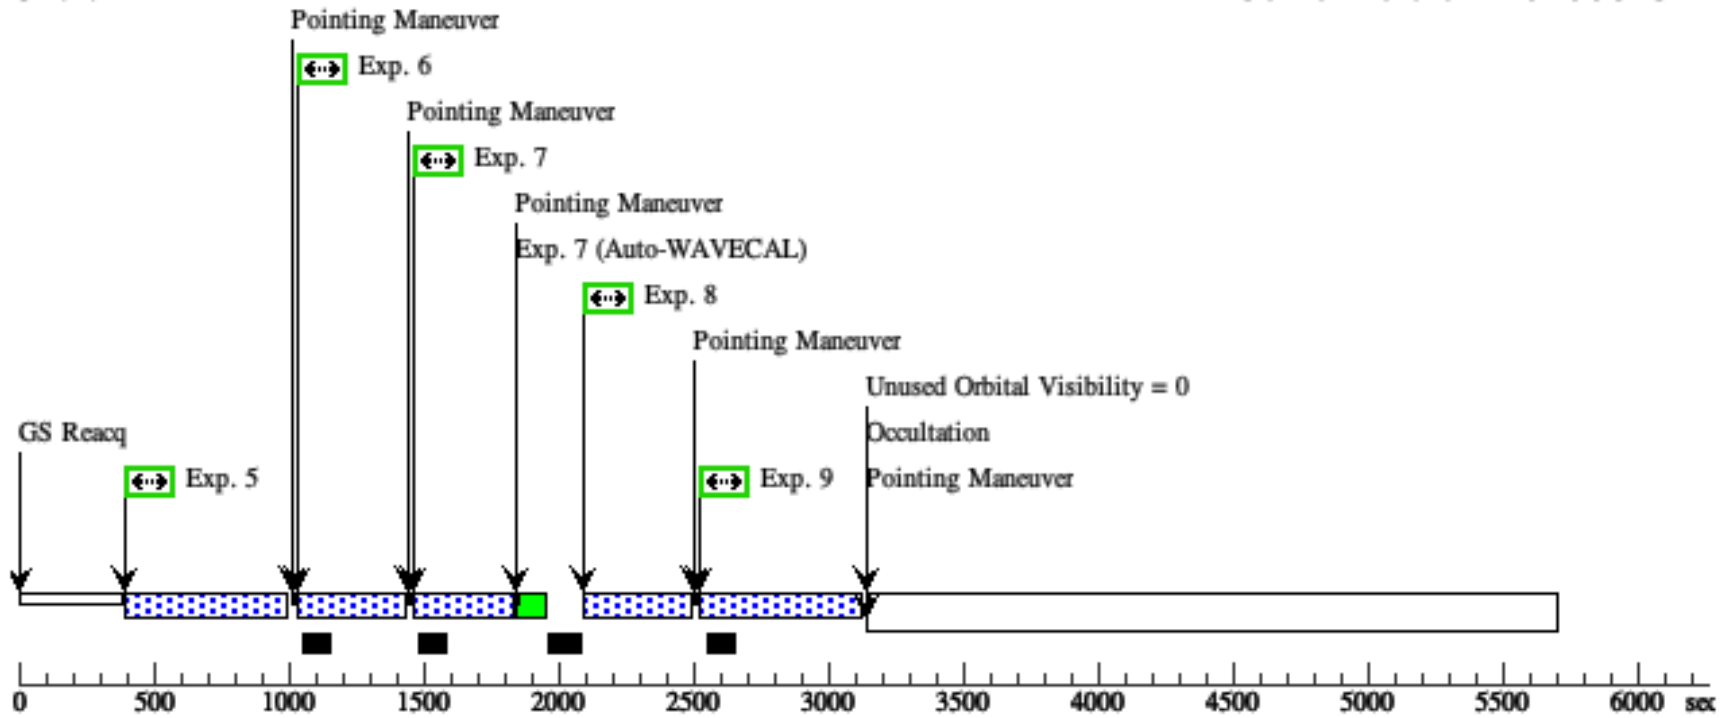 Pointing Maneuver
Exp. 6
Pointing Maneuver
Exp. 7
Pointing Maneuver
Exp. 7 (Auto-WAVECAL)
Exp. 8
Pointing Maneuver
Unused Orbital Visibility = 0
GS Reacq
Occultation
Exp. 5
Exp. 9
Pointing Maneuver
0 500 1000 1500 2000 2500 3000 3500 4000 4500 5000 5500 6000 sec